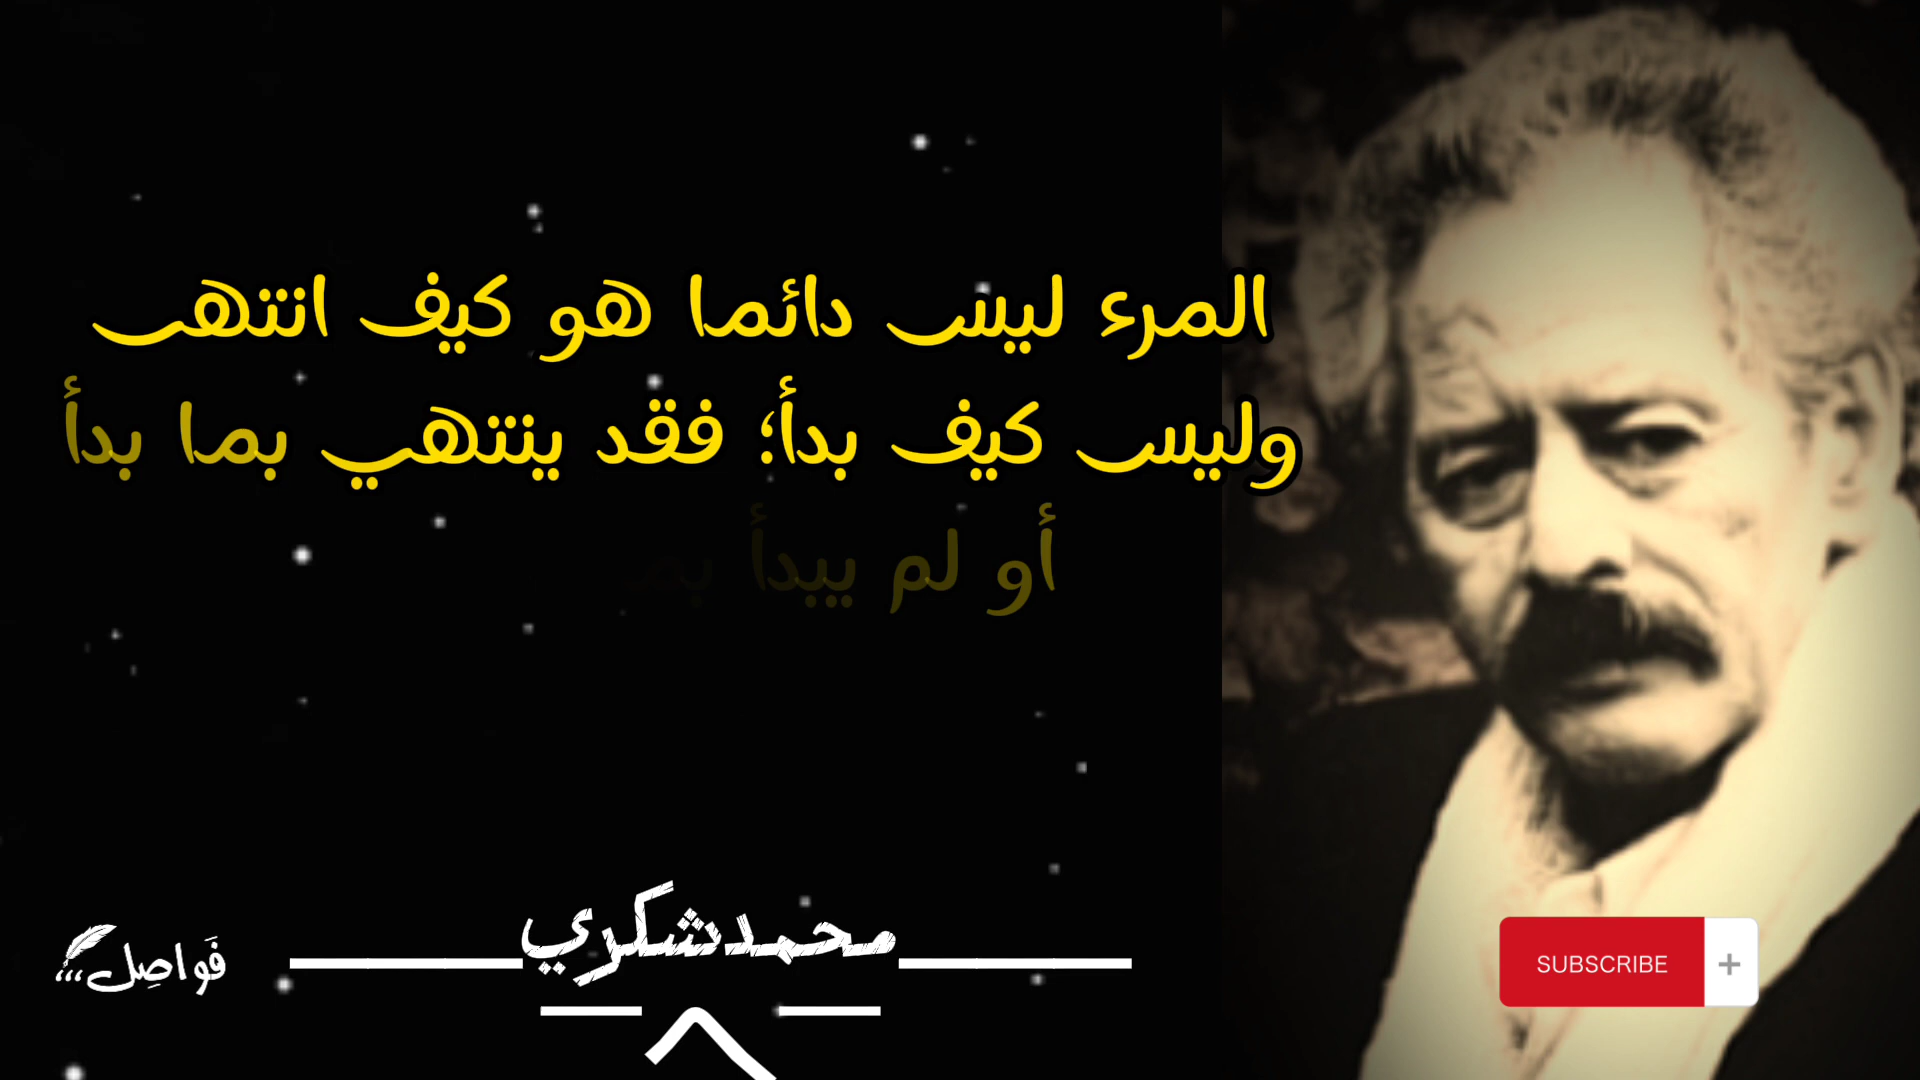 المرء ليس دائما هو كيف انتهى
وليس كيف بدأ؛ فقد ينتهي بما بدأ
أو لم يبدأ
محمد شكري
فَواصِل,,,
SUBSCRIBE +